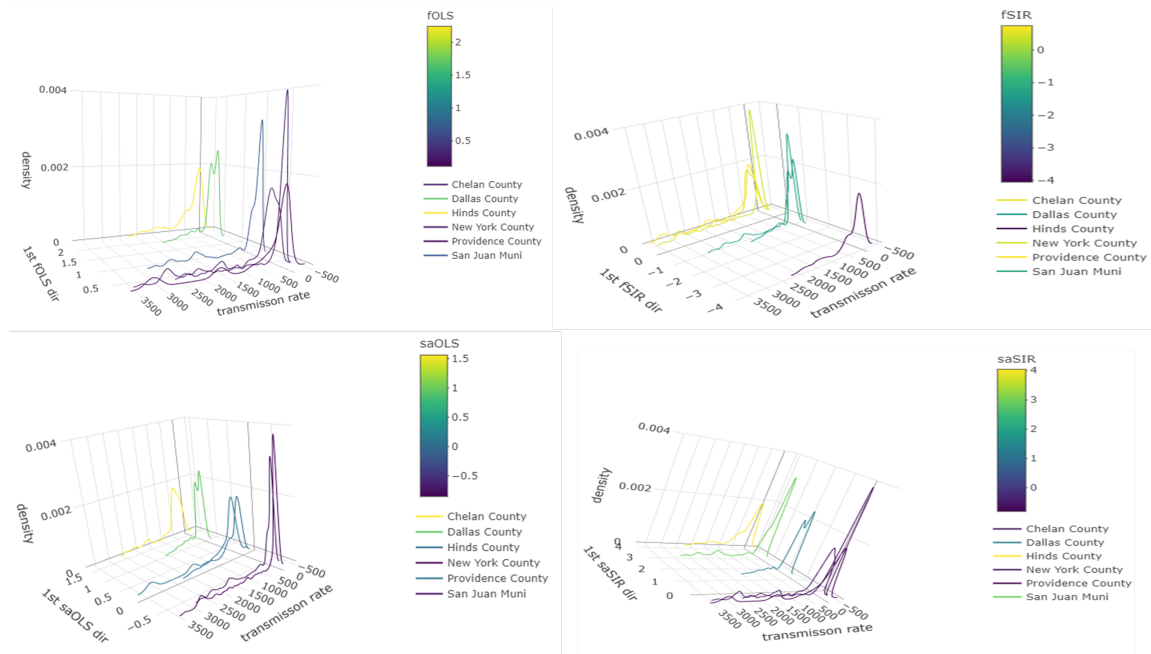 fOLS
2
1.5
1
0.5
Chelan County
Dallas County
Hinds County
New York County
Providence County
San Juan Muni
0.004
0.002
0
density
2
1.5
1
0.5
1st fOLS dir
3500
3000
2500
2000
1500
1000
500
0
−500
transmisson rate
fSIR
0
−1
−2
−3
−4
Chelan County
Dallas County
Hinds County
New York County
Providence County
San Juan Muni
0.004
0.002
0
density
0
−1
−2
−3
−4
1st fSIR dir
3500
3000
2500
2000
1500
1000
500
0
−500
transmisson rate
saOLS
1.5
1
0.5
0
−0.5
Chelan County
Dallas County
Hinds County
New York County
Providence County
San Juan Muni
0.004
0.002
0
density
1.5
1
0.5
0
−0.5
1st saOLS dir
3500
3000
2500
2000
1500
1000
500
0
−500
transmisson rate
saSIR
4
3
2
1
0
Chelan County
Dallas County
Hinds County
New York County
Providence County
San Juan Muni
0.004
0.002
0
density
4
3
2
1
0
1st saSIR dir
3500
3000
2500
2000
1500
1000
500
0
−500
transmisson rate